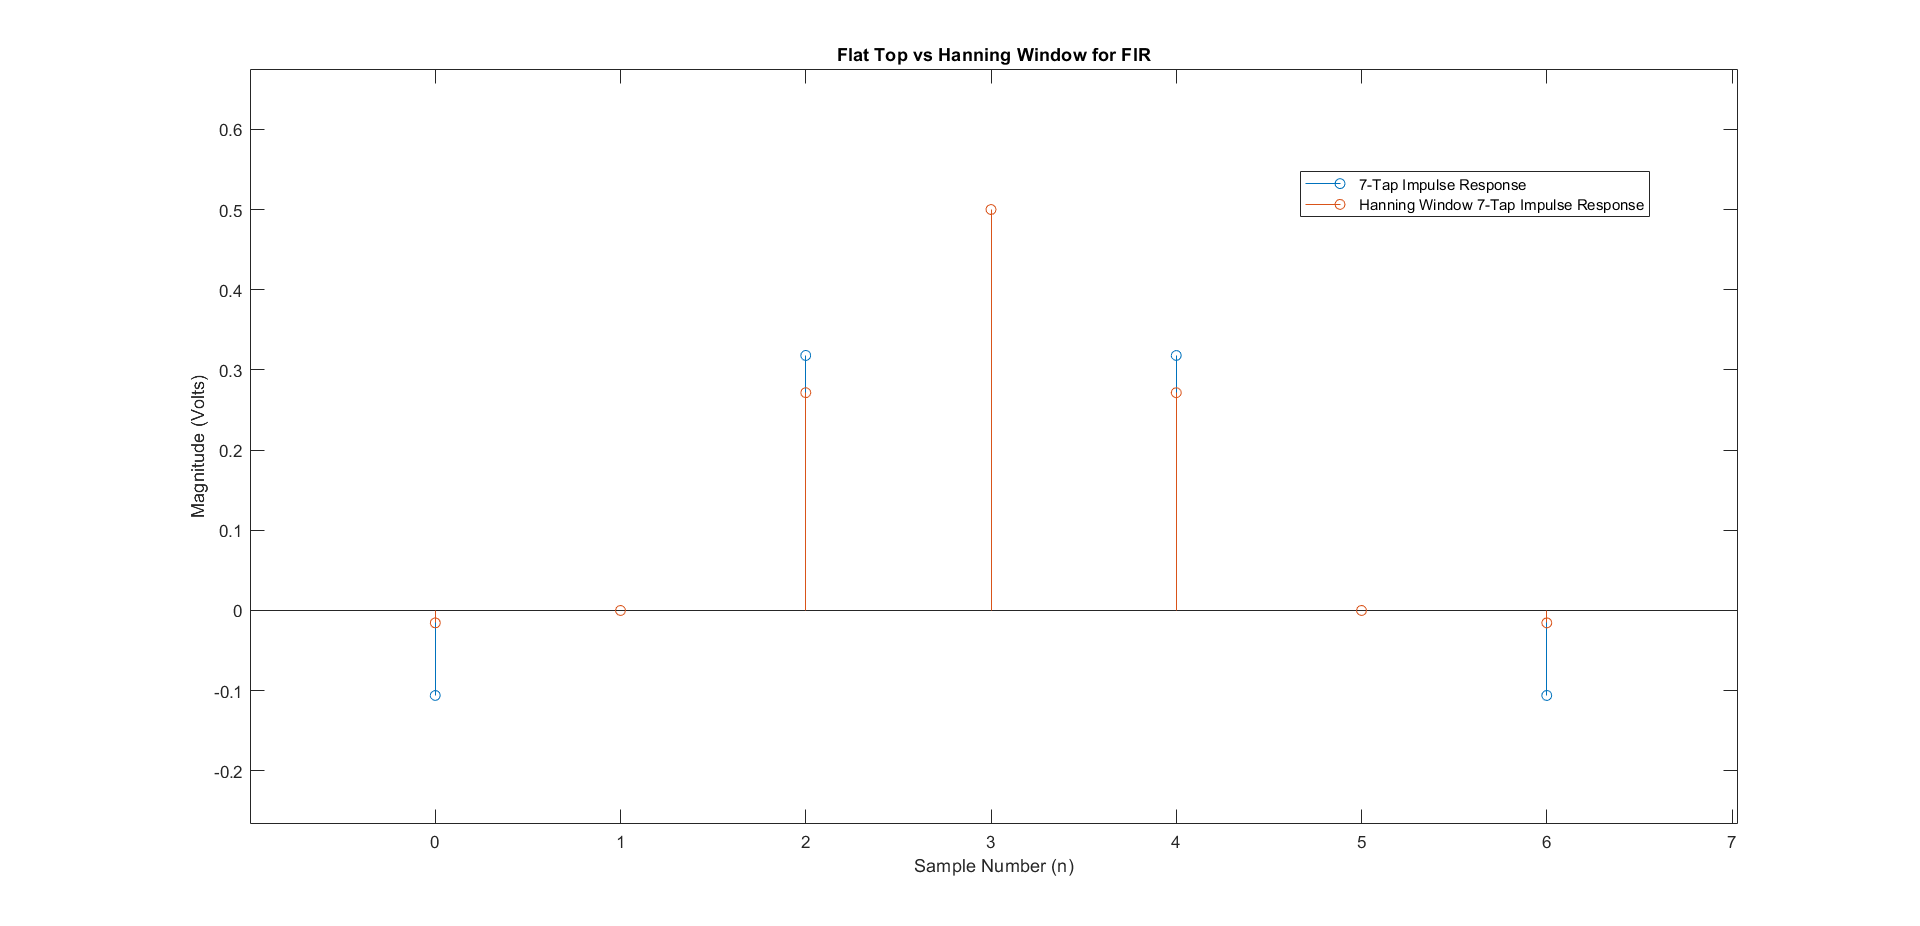 Flat Top vs Hanning Window for FIR
0.6
0.5
0.4
0.3
0.2
0.1
0
-0.1
-0.2
Magnitude (Volts)
7-Tap Impulse Response
Hanning Window 7-Tap Impulse Response
0 1 2 3 4 5 6 7
Sample Number (n)